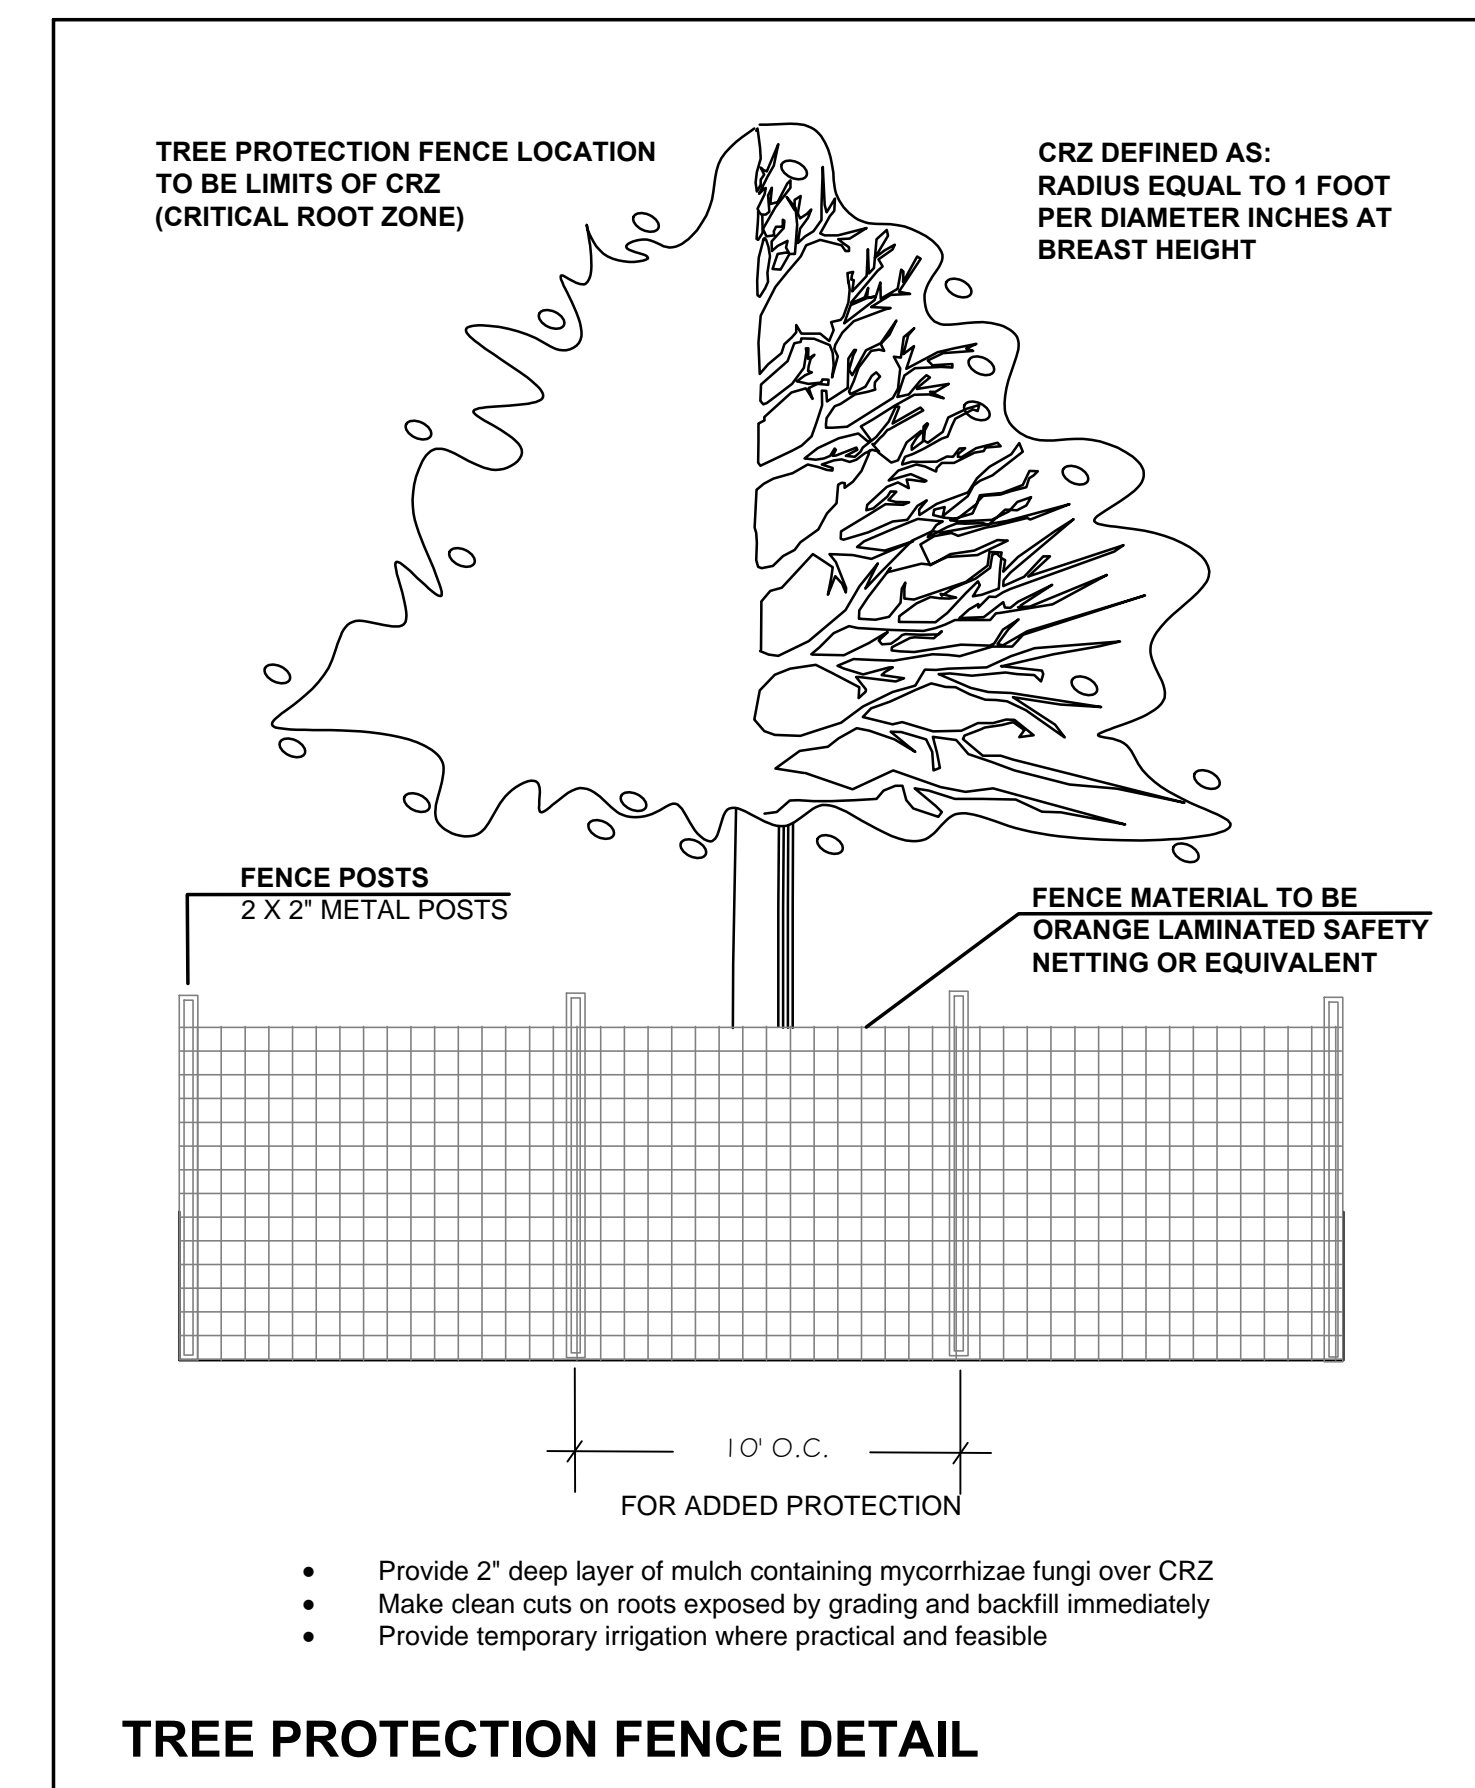 TREE PROTECTION FENCE LOCATION
TO BE LIMITS OF CRZ
(CRITICAL ROOT ZONE)
CRZ DEFINED AS:
RADIUS EQUAL TO 1 FOOT
PER DIAMETER INCHES AT
BREAST HEIGHT
FENCE POSTS
2 X 2" METAL POSTS
FENCE MATERIAL TO BE
ORANGE LAMINATED SAFETY
NETTING OR EQUIVALENT
10' O.C.
FOR ADDED PROTECTION
• Provide 2" deep layer of mulch containing mycorrhizae fungi over CRZ
• Make clean cuts on roots exposed by grading and backfill immediately
• Provide temporary irrigation where practical and feasible
TREE PROTECTION FENCE DETAIL